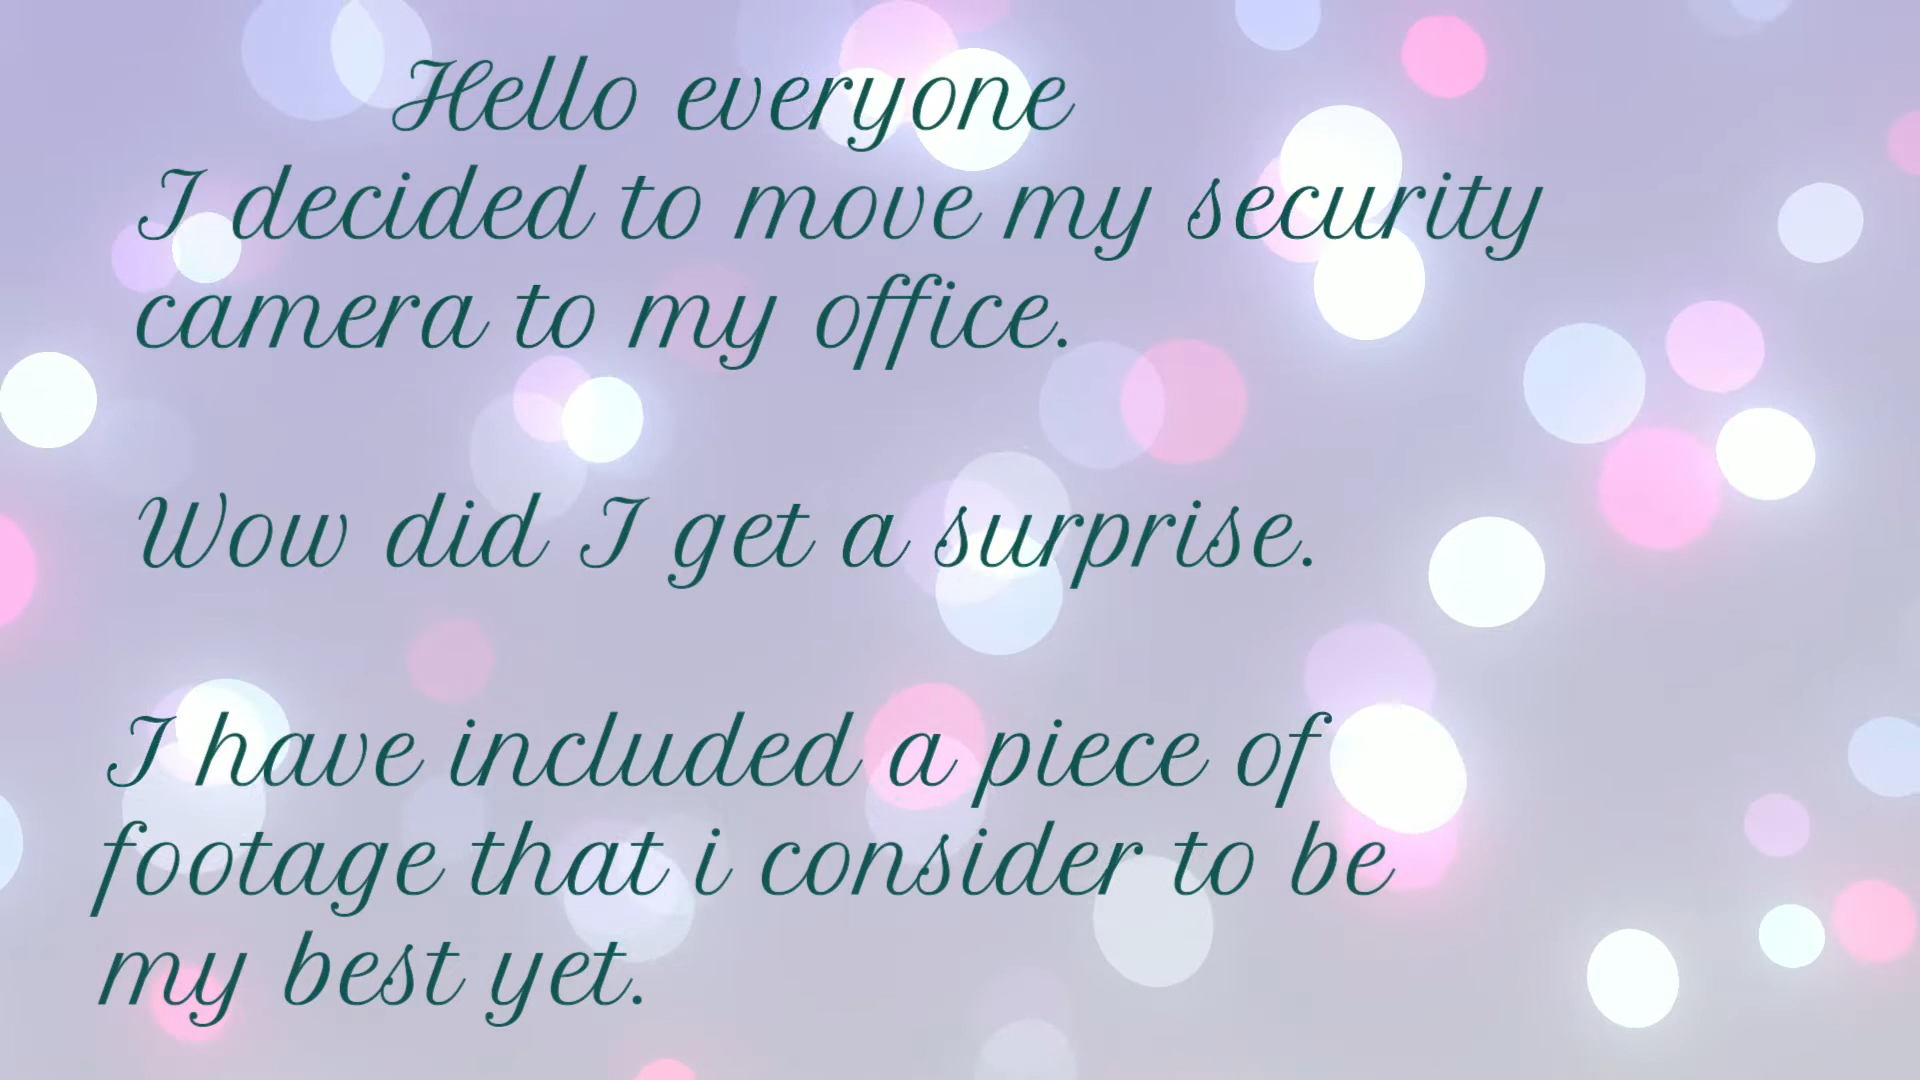 Hello everyone
I decided to move my security
camera to my office.
Wow did I get a surprise.
I have included a piece of
footage that i consider to be
my best yet.